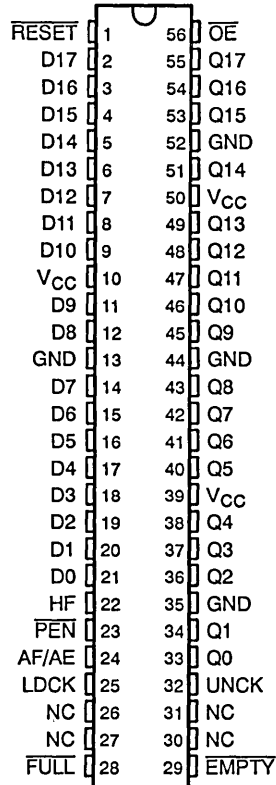 R̅E̅S̅E̅T̅ 1 56 O̅E̅
D17 2 55 Q17
D16 3 54 Q16
D15 4 53 Q15
D14 5 52 GND
D13 6 51 Q14
D12 7 50 VCC
D11 8 49 Q13
D10 9 48 Q12
VCC 10 47 Q11
D9 11 46 Q10
D8 12 45 Q9
GND 13 44 GND
D7 14 43 Q8
D6 15 42 Q7
D5 16 41 Q6
D4 17 40 Q5
D3 18 39 VCC
D2 19 38 Q4
D1 20 37 Q3
D0 21 36 Q2
HF 22 35 GND
P̅E̅N̅ 23 34 Q1
AF/AE 24 33 Q0
LDCK 25 32 UNCK
NC 26 31 NC
NC 27 30 NC
F̅U̅L̅L̅ 28 29 E̅M̅P̅T̅Y̅